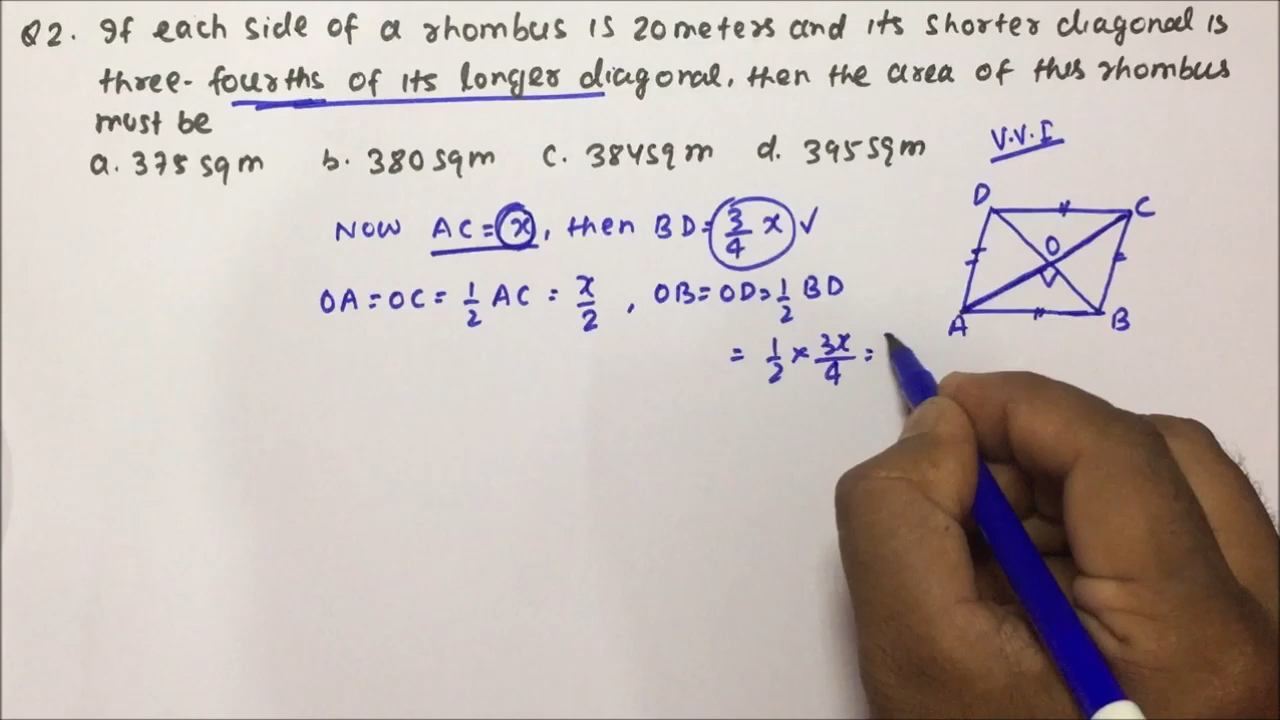 Q2. If each side of a rhombus is 20 meters and its shorter diagonal is
three-fourths of its longer diagonal, then the area of this rhombus
must be
a. 375 sqm b. 380 sqm c. 384 sqm d. 395 sqm
V.V.I
Now AC = x, then BD = 3/4 x ✓
OA = OC = 1/2 AC = x/2, OB = OD = 1/2 BD
= 1/2 × 3x/4 =
D C
O
A B